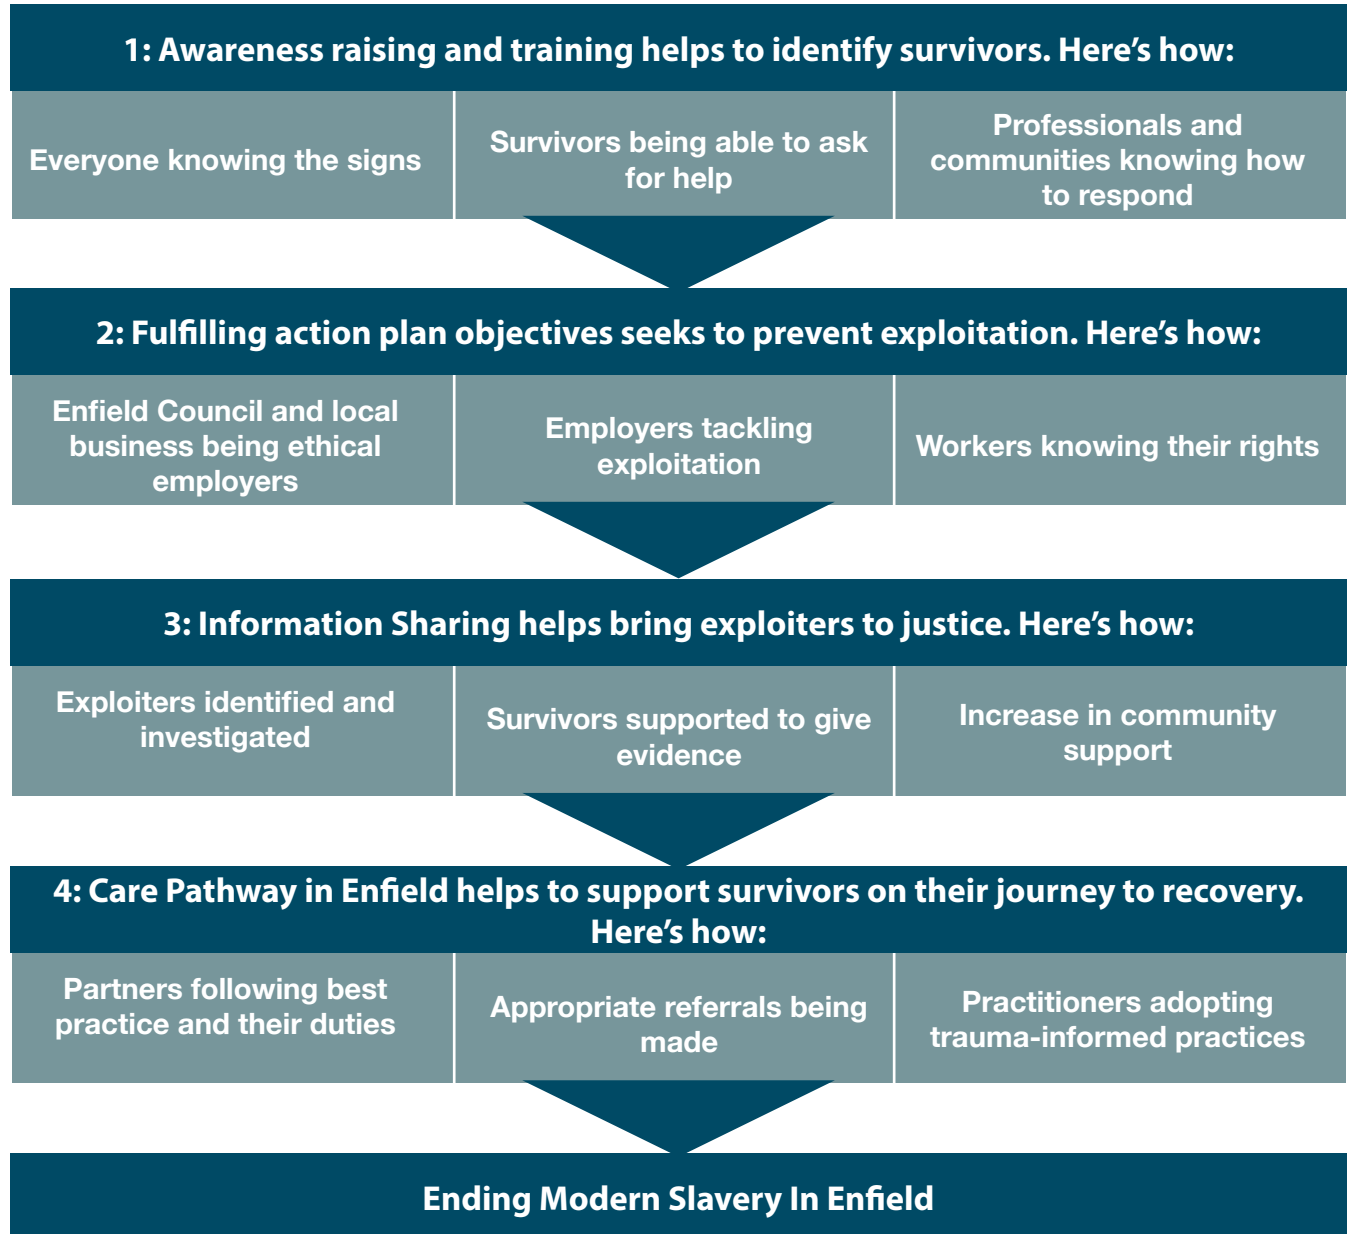 1: Awareness raising and training helps to identify survivors. Here’s how:
Everyone knowing the signs
Survivors being able to ask
for help
Professionals and
communities knowing how
to respond
2: Fulfilling action plan objectives seeks to prevent exploitation. Here’s how:
Enfield Council and local
business being ethical
employers
Employers tackling
exploitation
Workers knowing their rights
3: Information Sharing helps bring exploiters to justice. Here’s how:
Exploiters identified and
investigated
Survivors supported to give
evidence
Increase in community
support
4: Care Pathway in Enfield helps to support survivors on their journey to recovery.
Here’s how:
Partners following best
practice and their duties
Appropriate referrals being
made
Practitioners adopting
trauma-informed practices
Ending Modern Slavery In Enfield